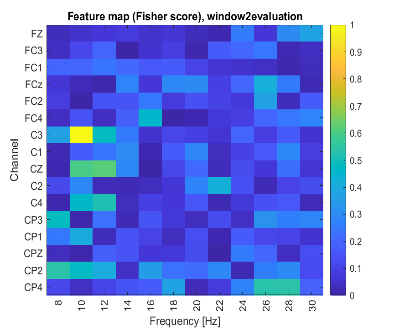 Feature map (Fisher score), window2evaluation
FZ
FC3
FC1
FCz
FC2
FC4
C3
C1
CZ
C2
C4
CP3
CP1
CPZ
CP2
CP4
Channel
8 10 12 14 16 18 20 22 24 26 28 30
Frequency [Hz]
1
0.9
0.8
0.7
0.6
0.5
0.4
0.3
0.2
0.1
0